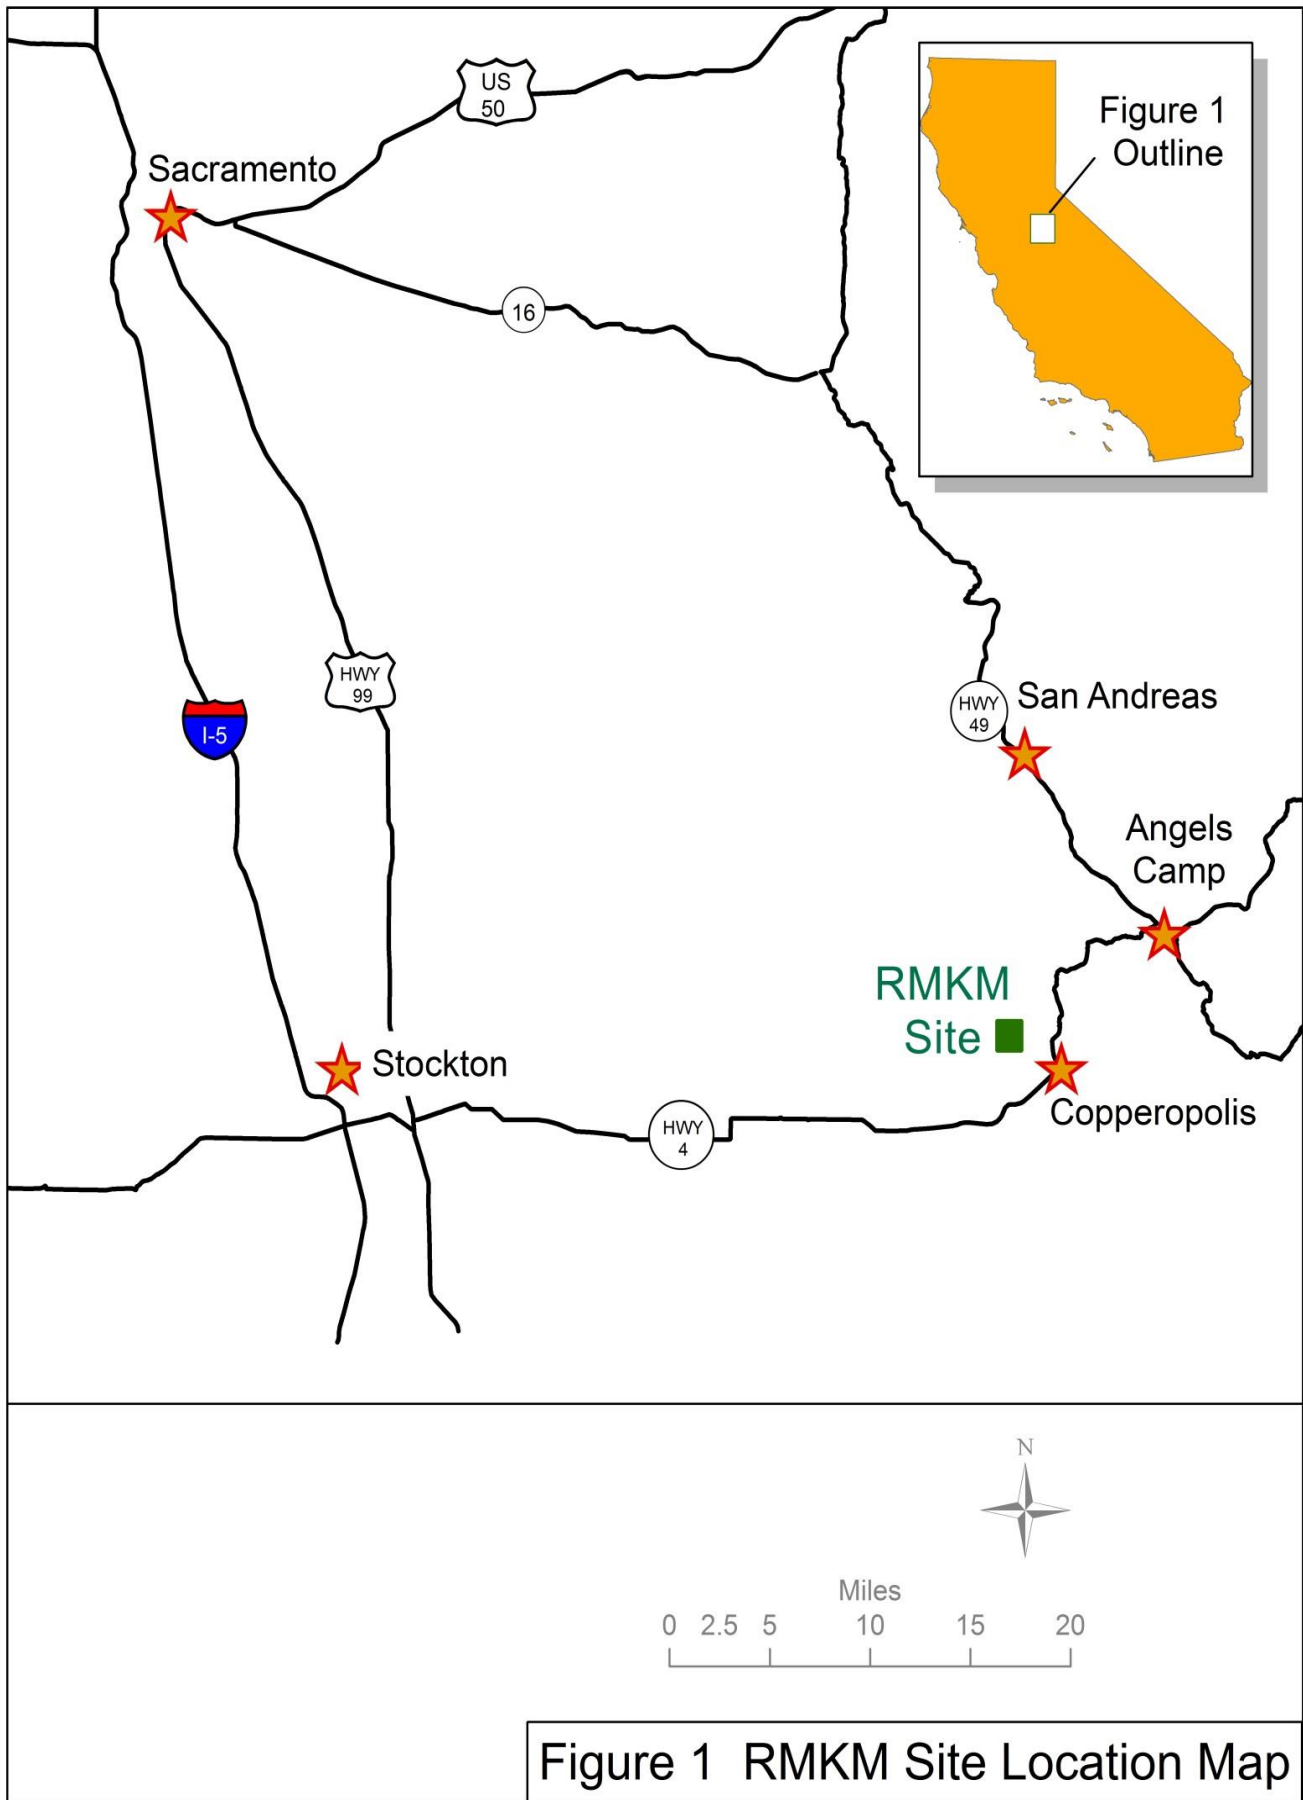 US
50
Figure 1
Outline
Sacramento
16
HWY
99
I-5
HWY
49
San Andreas
Angels
Camp
RMKM
Site
Stockton
HWY
4
Copperopolis
N
Miles
0 2.5 5 10 15 20
Figure 1 RMKM Site Location Map